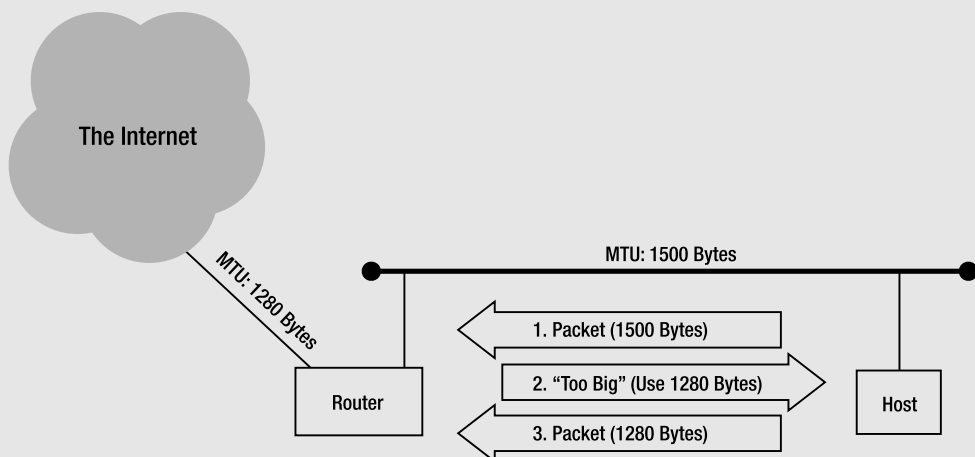 The Internet
MTU: 1500 Bytes
MTU: 1280 Bytes
1. Packet (1500 Bytes)
2. “Too Big” (Use 1280 Bytes)
3. Packet (1280 Bytes)
Router
Host